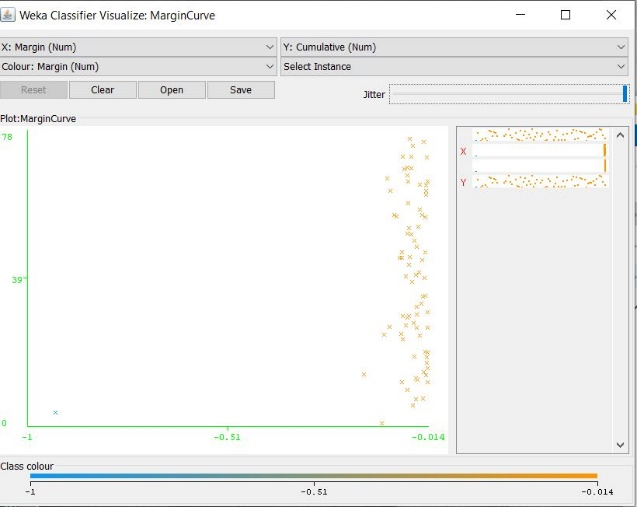 Weka Classifier Visualize: MarginCurve
X: Margin (Num)
Y: Cumulative (Num)
Colour: Margin (Num)
Select Instance
Reset
Clear
Open
Save
Jitter
Plot:MarginCurve
78
39
0
-1
-0.51
-0.014
X
Y
Class colour
-1
-0.51
-0.014